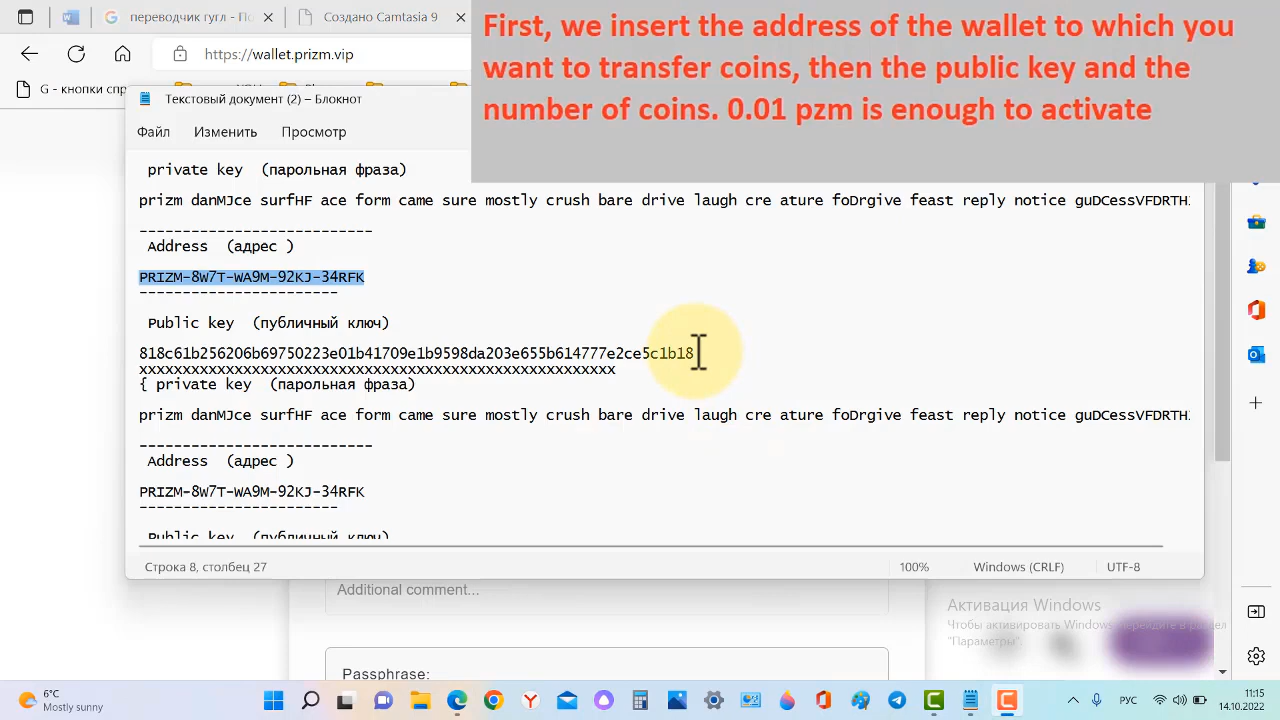 переводчик гугл - П
Создано Camtasia 9
First, we insert the address of the wallet to which you
want to transfer coins, then the public key and the
number of coins. 0.01 pzm is enough to activate
https://wallet.prizm.vip
G - кнопки спр
Текстовый документ (2) – Блокнот
Файл Изменить Просмотр
private key (парольная фраза)
prizm danMJce surfHF ace form came sure mostly crush bare drive laugh cre ature foDrgive feast reply notice guDCessVFDRTH
---------------------------
Address (адрес )
PRIZM-8W7T-WA9M-92KJ-34RFK
-----------------------
Public key (публичный ключ)
818c61b256206b69750223e01b41709e1b9598da203e655b614777e2ce5c1b18
xxxxxxxxxxxxxxxxxxxxxxxxxxxxxxxxxxxxxxxxxxxxxxxxxxxxxxx
{ private key (парольная фраза)
prizm danMJce surfHF ace form came sure mostly crush bare drive laugh cre ature foDrgive feast reply notice guDCessVFDRTH
---------------------------
Address (адрес )
PRIZM-8W7T-WA9M-92KJ-34RFK
-----------------------
Public key (публичный ключ)
Строка 8, столбец 27 100% Windows (CRLF) UTF-8
Additional comment...
Активация Windows
Чтобы активировать Windows, перейдите в раздел
"Параметры".
Passphrase:
6°C
Mostly sunny
РУС
11:15
14.10.2022